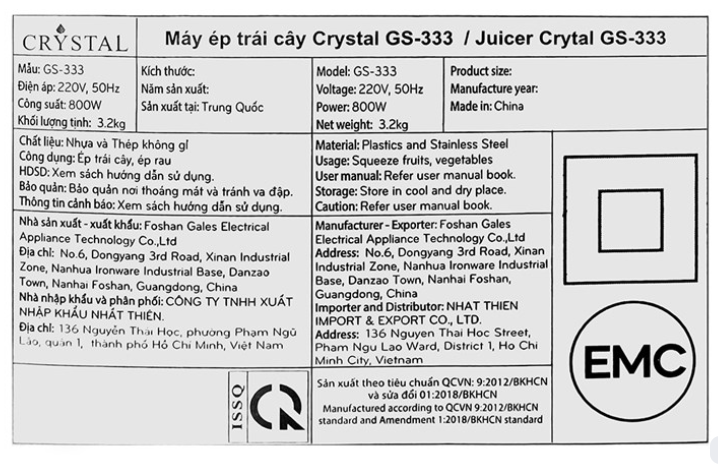 CRYSTAL
Máy ép trái cây Crystal GS-333 / Juicer Crytal GS-333
Mẫu: GS-333
Điện áp: 220V, 50Hz
Công suất: 800W
Khối lượng tịnh: 3.2kg
Kích thước:
Năm sản xuất:
Sản xuất tại: Trung Quốc
Model: GS-333
Voltage: 220V, 50Hz
Power: 800W
Net weight: 3.2kg
Product size:
Manufacture year:
Made in: China
Chất liệu: Nhựa và Thép không gỉ
Công dụng: Ép trái cây, ép rau
HDSD: Xem sách hướng dẫn sử dụng.
Bảo quản: Bảo quản nơi thoáng mát và tránh va đập.
Thông tin cảnh báo: Xem sách hướng dẫn sử dụng.
Material: Plastics and Stainless Steel
Usage: Squeeze fruits, vegetables
User manual: Refer user manual book.
Storage: Store in cool and dry place.
Caution: Refer user manual book.
Nhà sản xuất - xuất khẩu: Foshan Gales Electrical
Appliance Technology Co.,Ltd
Địa chỉ: No.6, Dongyang 3rd Road, Xinan Industrial
Zone, Nanhua Ironware Industrial Base, Danzao
Town, Nanhai Foshan, Guangdong, China
Nhà nhập khẩu và phân phối: CÔNG TY TNHH XUẤT
NHẬP KHẨU NHẤT THIÊN.
Địa chỉ: 136 Nguyễn Thái Học, phường Phạm Ngũ
Lão, quận 1, thành phố Hồ Chí Minh, Việt Nam
Manufacturer - Exporter: Foshan Gales
Electrical Appliance Technology Co.,Ltd
Address: No.6, Dongyang 3rd Road, Xinan
Industrial Zone, Nanhua Ironware Industrial
Base, Danzao Town, Nanhai Foshan,
Guangdong, China
Importer and Distributor: NHAT THIEN
IMPORT & EXPORT CO., LTD.
Address: 136 Nguyen Thai Hoc Street,
Pham Ngu Lao Ward, District 1, Ho Chi
Minh City, Vietnam
EMC
ISSQ
Sản xuất theo tiêu chuẩn QCVN: 9:2012/BKHCN
và sửa đổi 01:2018/BKHCN
Manufactured according to QCVN 9:2012/BKHCN
standard and Amendment 1:2018/BKHCN standard